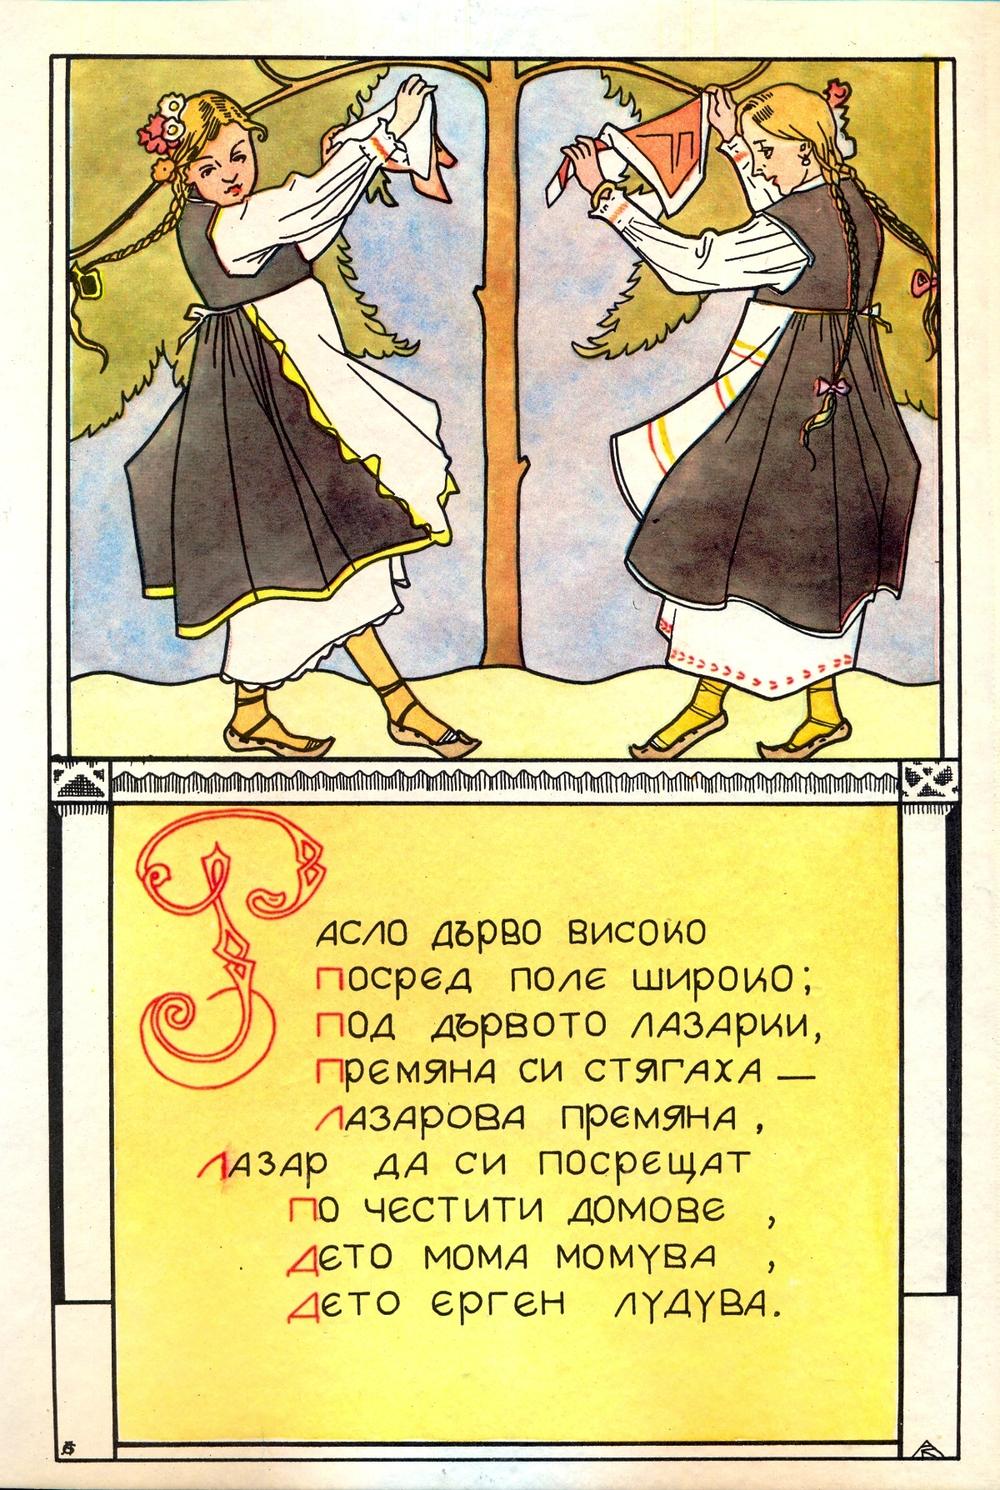 Расло дърво високо
посред поле широко;
под дървото лазарки,
премяна си стягаха —
лазарова премяна,
лазар да си посрещат
по честити домове,
дето мома момува,
дето ерген лудува.